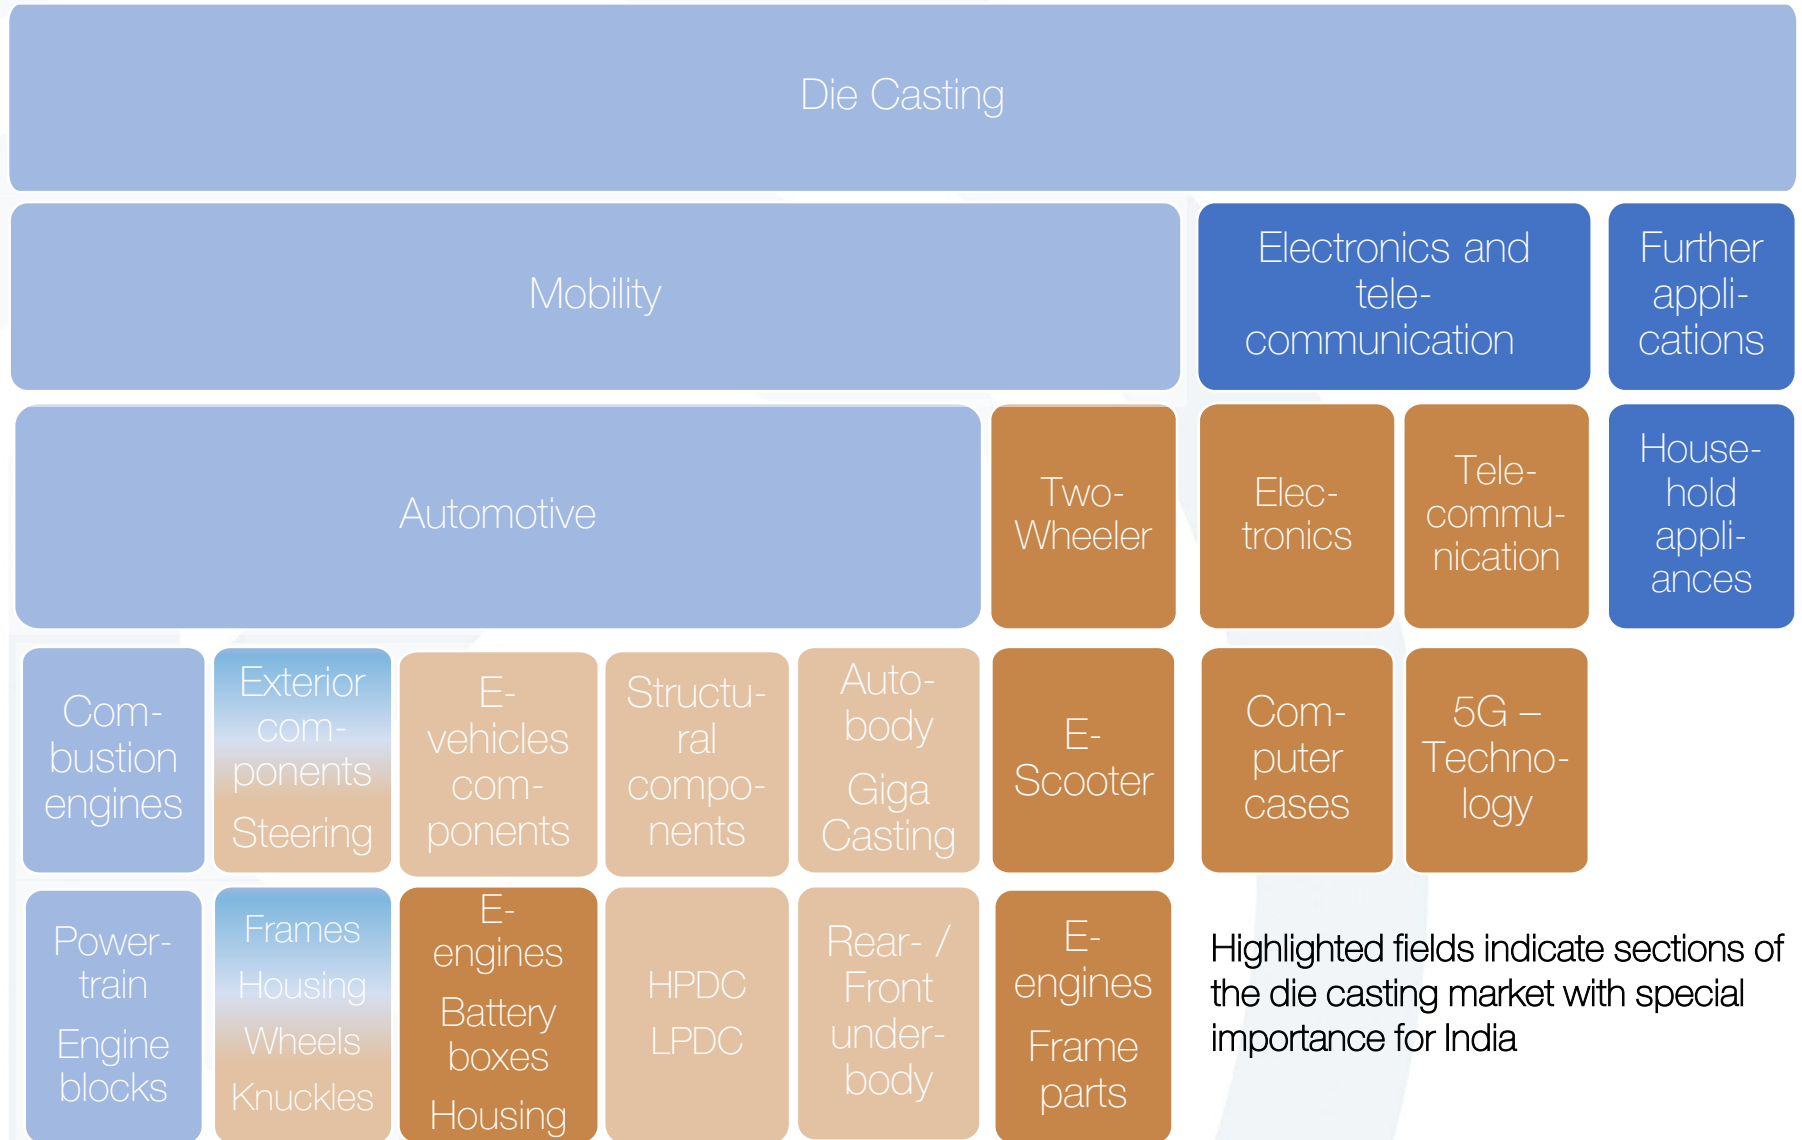 Die Casting
Mobility
Electronics and
tele-
communication
Further
appli-
cations
Automotive
Two-
Wheeler
Elec-
tronics
Tele-
commu-
nication
House-
hold
appli-
ances
Com-
bustion
engines
Exterior
com-
ponents
Steering
E-
vehicles
com-
ponents
Structu-
ral
compo-
nents
Auto-
body
Giga
Casting
E-
Scooter
Com-
puter
cases
5G –
Techno-
logy
Power-
train
Engine
blocks
Frames
Housing
Wheels
Knuckles
E-
engines
Battery
boxes
Housing
HPDC
LPDC
Rear- /
Front
under-
body
E-
engines
Frame
parts
Highlighted fields indicate sections of
the die casting market with special
importance for India